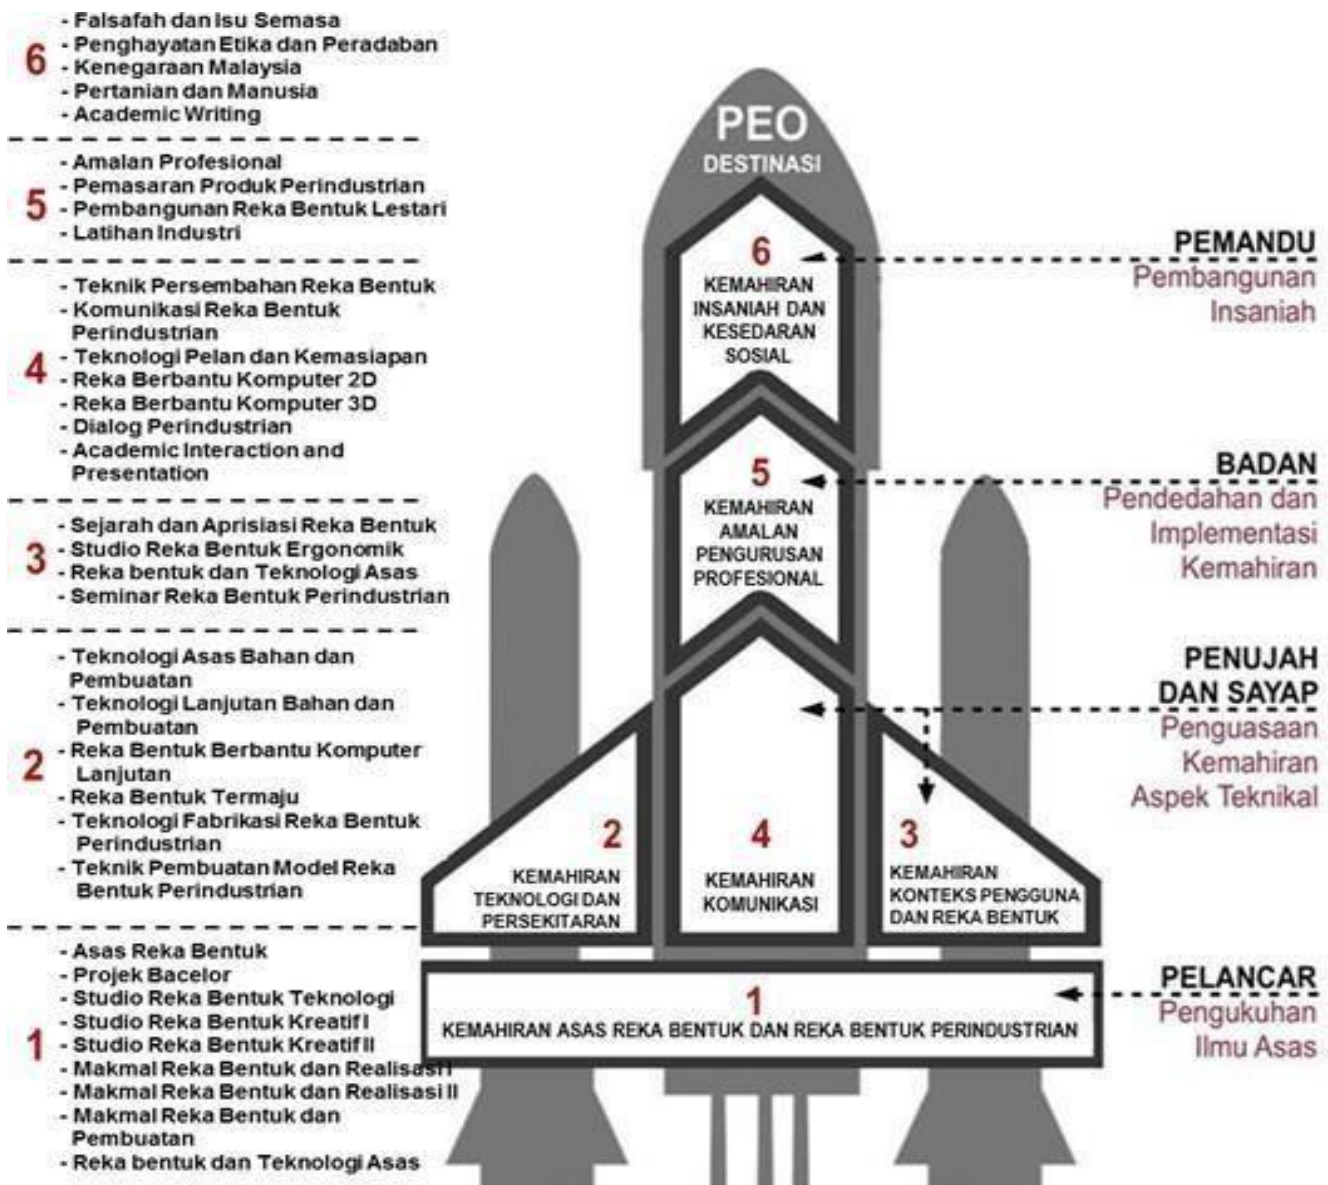 6
- Falsafah dan Isu Semasa
- Penghayatan Etika dan Peradaban
- Kenegaraan Malaysia
- Pertanian dan Manusia
- Academic Writing
5
- Amalan Profesional
- Pemasaran Produk Perindustrian
- Pembangunan Reka Bentuk Lestari
- Latihan Industri
4
- Teknik Persembahan Reka Bentuk
- Komunikasi Reka Bentuk
Perindustrian
- Teknologi Pelan dan Kemasiapan
- Reka Berbantu Komputer 2D
- Reka Berbantu Komputer 3D
- Dialog Perindustrian
- Academic Interaction and
Presentation
3
- Sejarah dan Aprisiasi Reka Bentuk
- Studio Reka Bentuk Ergonomik
- Reka bentuk dan Teknologi Asas
- Seminar Reka Bentuk Perindustrian
2
- Teknologi Asas Bahan dan
Pembuatan
- Teknologi Lanjutan Bahan dan
Pembuatan
- Reka Bentuk Berbantu Komputer
Lanjutan
- Reka Bentuk Termaju
- Teknologi Fabrikasi Reka Bentuk
Perindustrian
- Teknik Pembuatan Model Reka
Bentuk Perindustrian
1
- Asas Reka Bentuk
- Projek Bacelor
- Studio Reka Bentuk Teknologi
- Studio Reka Bentuk Kreatif I
- Studio Reka Bentuk Kreatif II
- Makmal Reka Bentuk dan Realisasi I
- Makmal Reka Bentuk dan Realisasi II
- Makmal Reka Bentuk dan
Pembuatan
- Reka bentuk dan Teknologi Asas
PEO
DESTINASI
6
KEMAHIRAN
INSANIAH DAN
KESEDARAN
SOSIAL
5
KEMAHIRAN
AMALAN
PENGURUSAN
PROFESIONAL
2
KEMAHIRAN
TEKNOLOGI DAN
PERSEKITARAN
4
KEMAHIRAN
KOMUNIKASI
3
KEMAHIRAN
KONTEKS PENGGUNA
DAN REKA BENTUK
1
KEMAHIRAN ASAS REKA BENTUK DAN REKA BENTUK PERINDUSTRIAN
PEMANDU
Pembangunan
Insaniah
BADAN
Pendedahan dan
Implementasi
Kemahiran
PENUJAH
DAN SAYAP
Penguasaan
Kemahiran
Aspek Teknikal
PELANCAR
Pengukuhan
Ilmu Asas